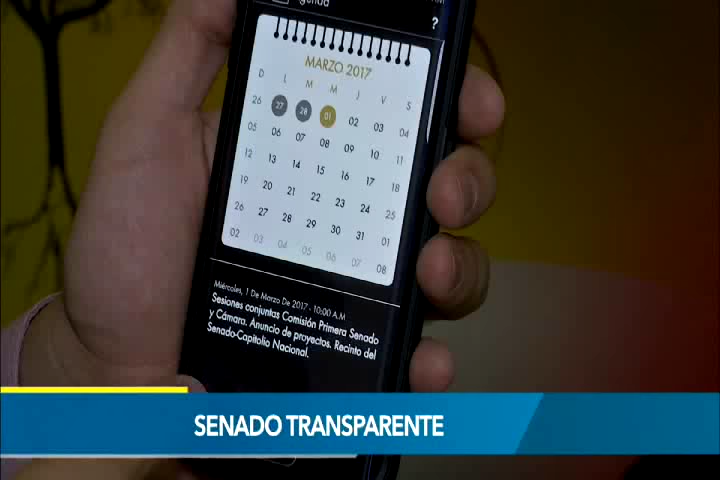 ?
MARZO 2017
D L M M J V S
26 27 28 01 02 03 04
05 06 07 08 09 10 11
12 13 14 15 16 17 18
19 20 21 22 23 24 25
26 27 28 29 30 31 01
02 03 04 05 06 07 08
Miércoles, 1 De Marzo De 2017 - 10:00 A.M
Sesiones conjuntas Comisión Primera Senado
y Cámara. Anuncio de proyectos. Recinto del
Senado-Capitolio Nacional.
SENADO TRANSPARENTE